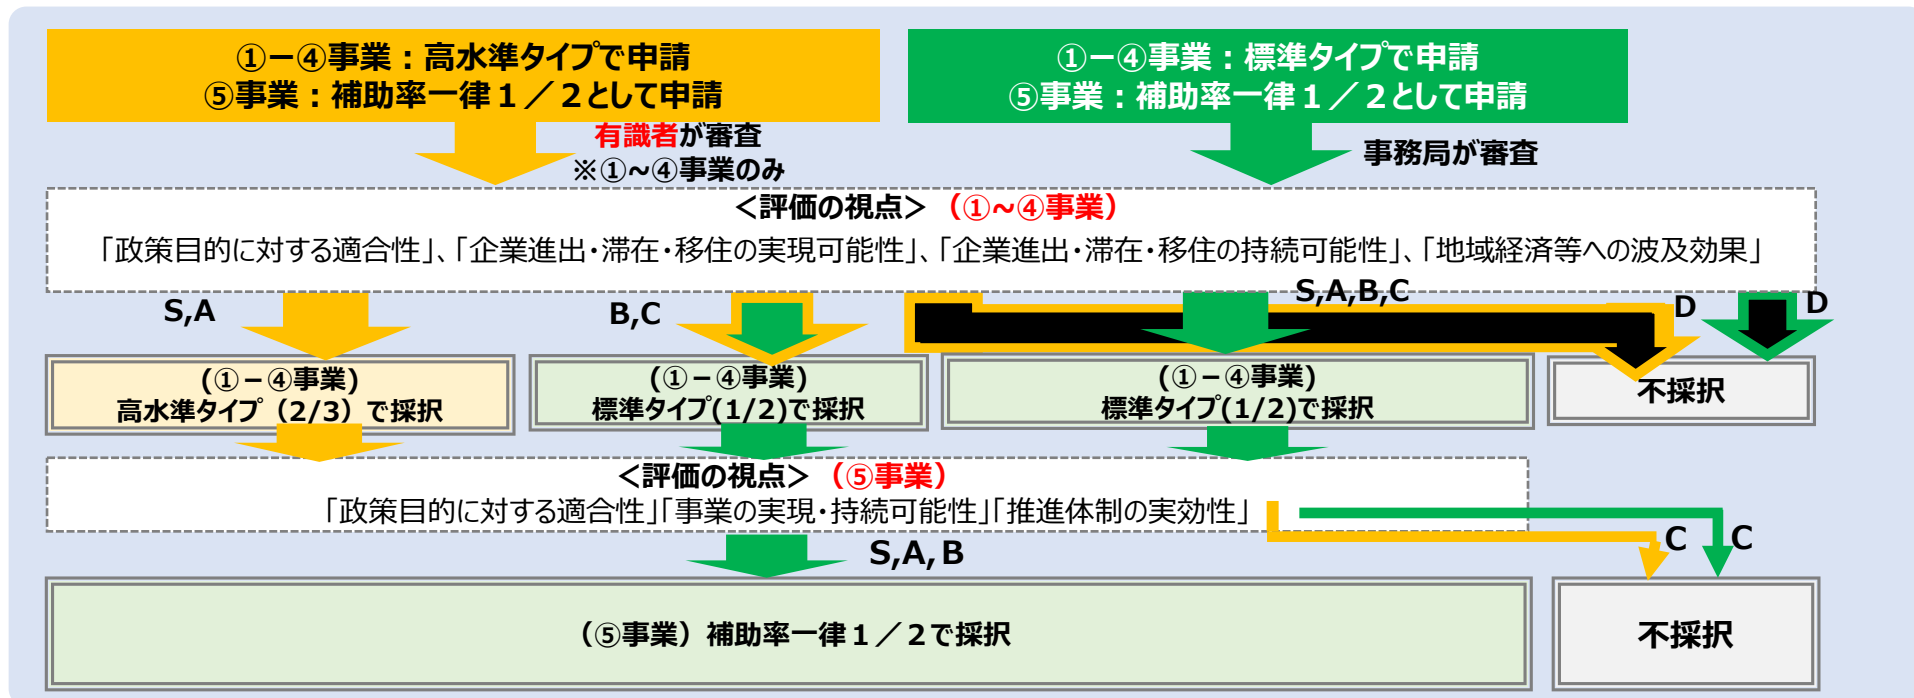 ①ー④事業：高水準タイプで申請
⑤事業：補助率一律１／２として申請
①ー④事業：標準タイプで申請
⑤事業：補助率一律１／２として申請
有識者が審査
※①~④事業のみ
事務局が審査
＜評価の視点＞（①~④事業）
「政策目的に対する適合性」、「企業進出・滞在・移住の実現可能性」、「企業進出・滞在・移住の持続可能性」、「地域経済等への波及効果」
S,A
B,C
S,A,B,C
D
D
(①－④事業)
高水準タイプ（2/3）で採択
(①－④事業)
標準タイプ(1/2)で採択
(①－④事業)
標準タイプ(1/2)で採択
不採択
＜評価の視点＞（⑤事業）
「政策目的に対する適合性」「事業の実現・持続可能性」「推進体制の実効性」
S,A,B
C
C
（⑤事業）補助率一律１／２で採択
不採択